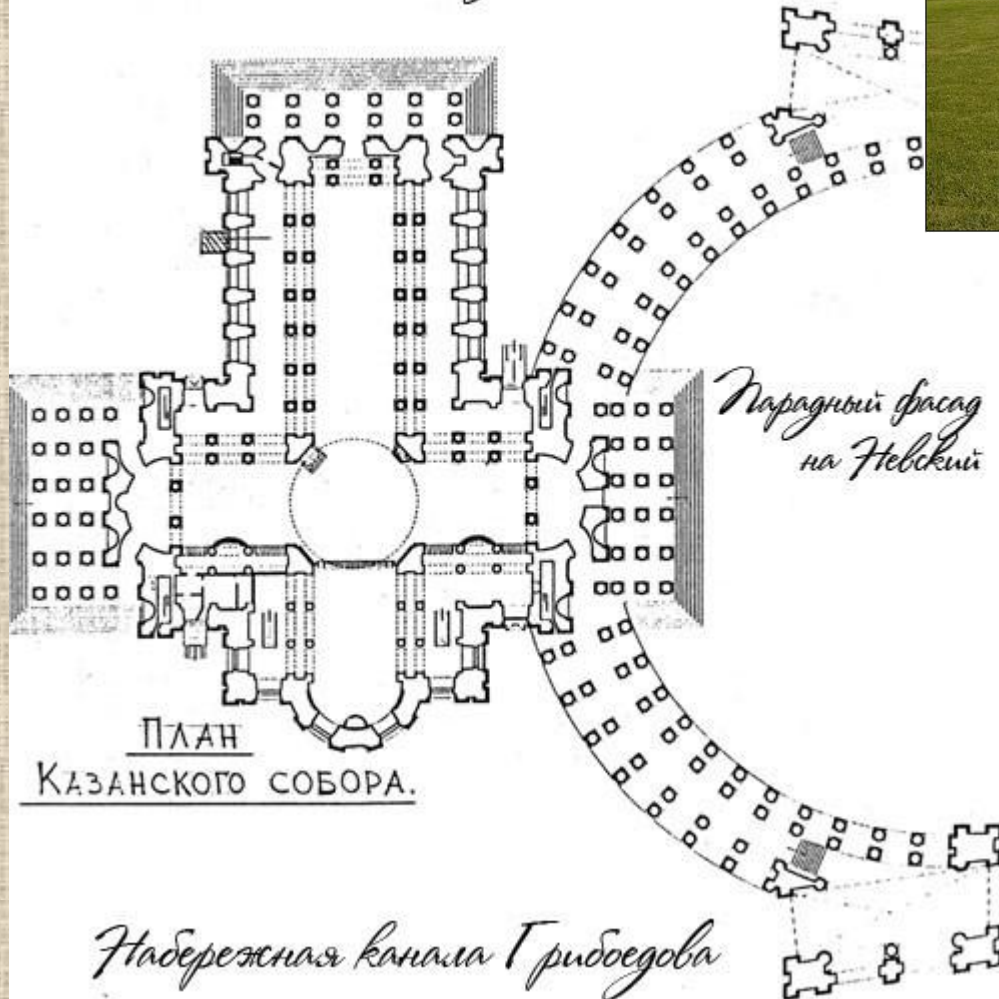 Парадный фасад
на Невский
ПЛАН
КАЗАНСКОГО СОБОРА.
Набережная канала Грибоедова